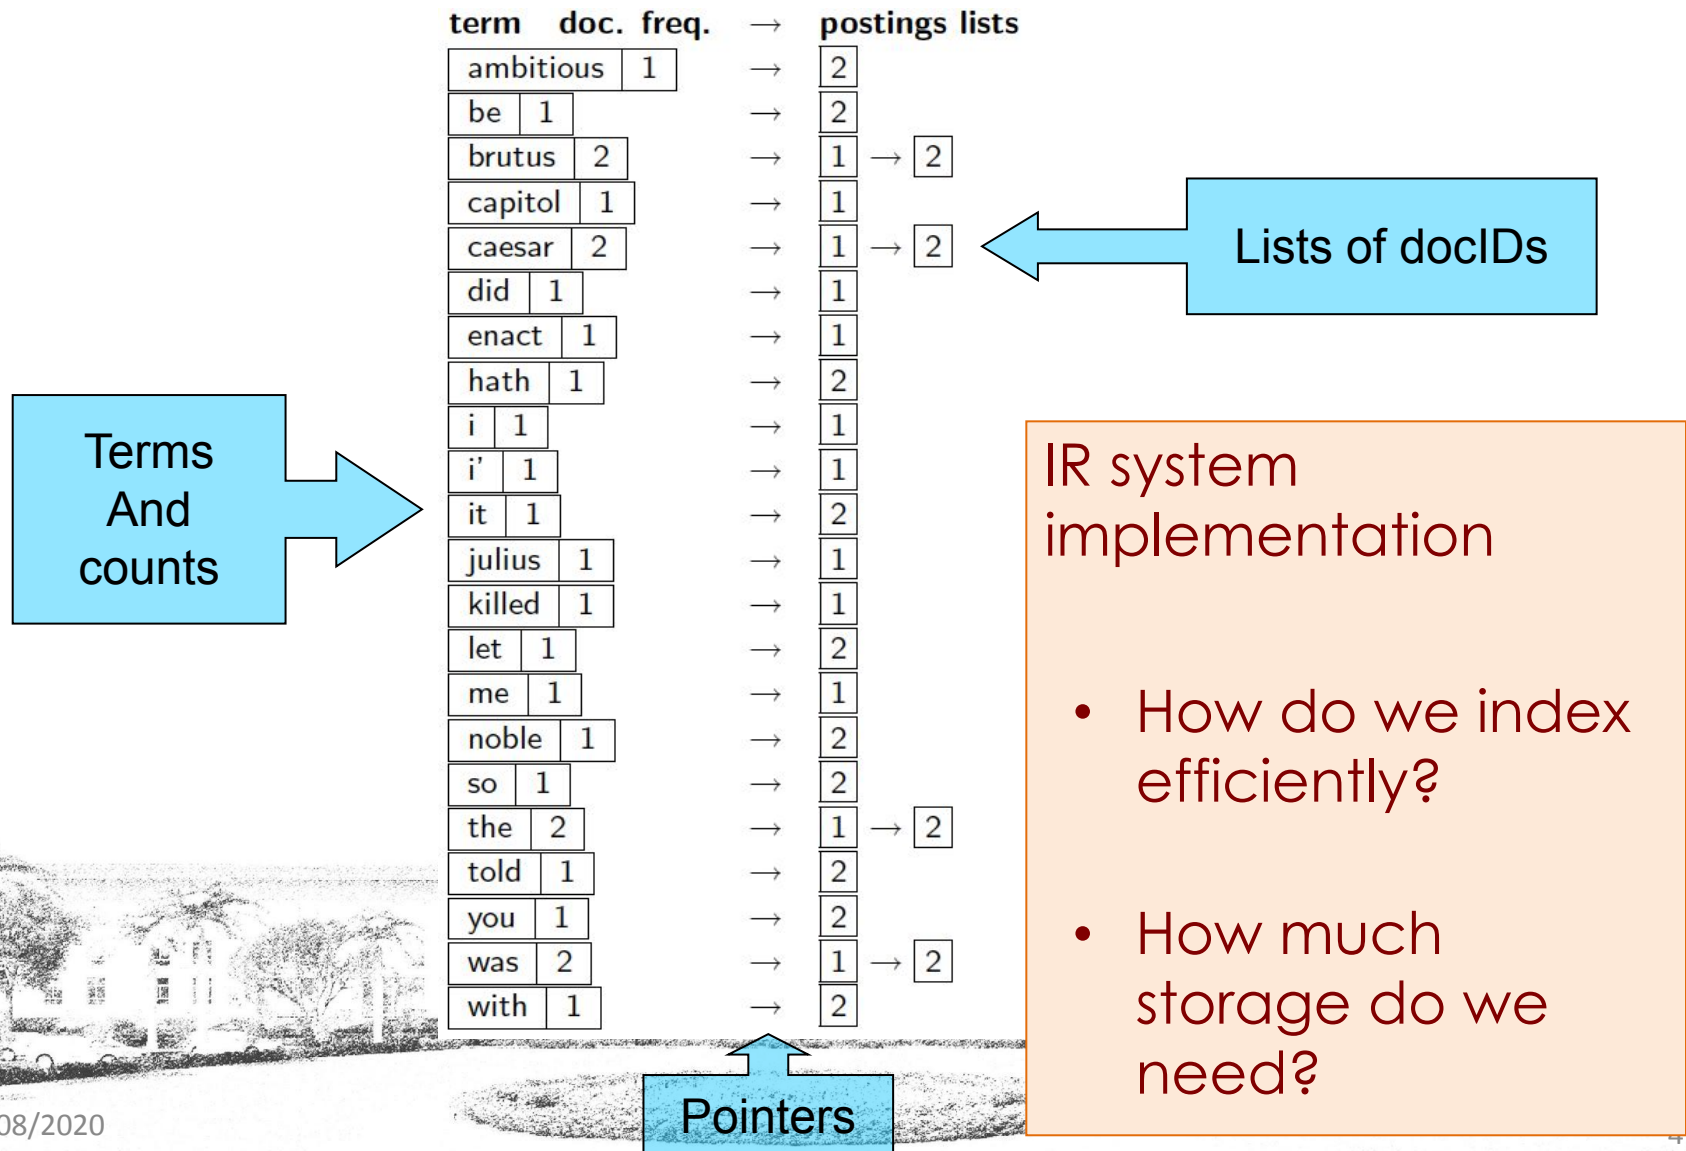 term doc. freq. → postings lists
ambitious 1 → 2
be 1 → 2
brutus 2 → 1 → 2
capitol 1 → 1
caesar 2 → 1 → 2
did 1 → 1
enact 1 → 1
hath 1 → 2
i 1 → 1
i' 1 → 1
it 1 → 2
julius 1 → 1
killed 1 → 1
let 1 → 2
me 1 → 1
noble 1 → 2
so 1 → 2
the 2 → 1 → 2
told 1 → 2
you 1 → 2
was 2 → 1 → 2
with 1 → 2
Lists of docIDs
Terms
And
counts
Pointers
IR system
implementation
• How do we index
efficiently?
• How much
storage do we
need?
08/2020